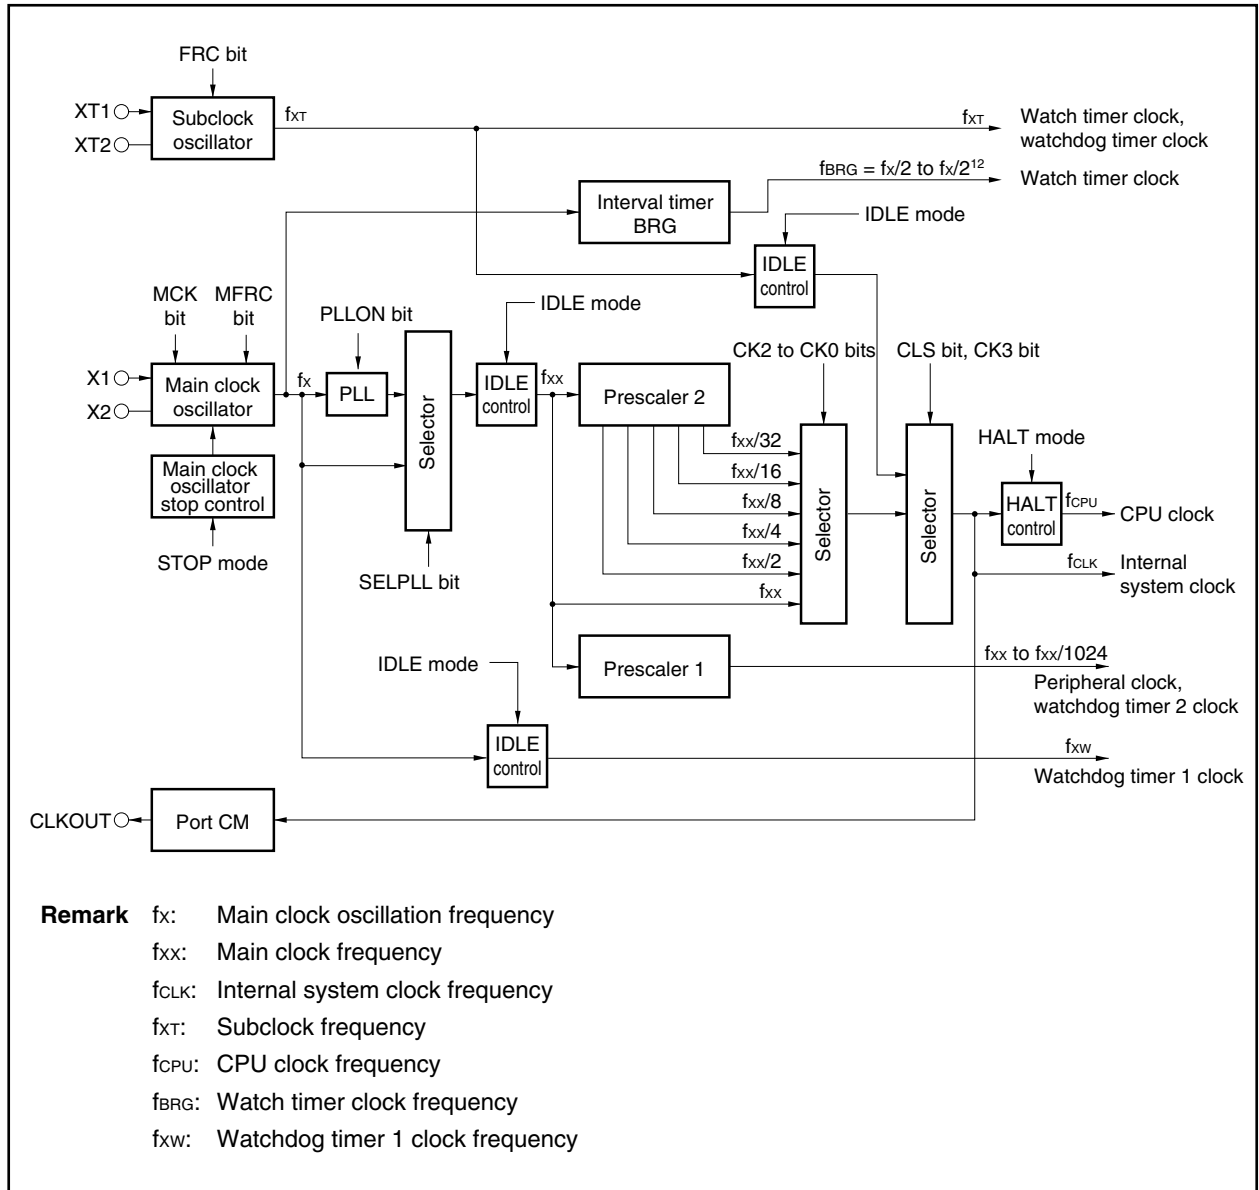 FRC bit
XT1
XT2
Subclock
oscillator
fXT
fXT
Watch timer clock,
watchdog timer clock
fBRG = fX/2 to fX/2¹²
Watch timer clock
Interval timer
BRG
IDLE mode
IDLE
control
MCK
bit
MFRC
bit
PLLON bit
IDLE mode
X1
X2
Main clock
oscillator
fX
PLL
Selector
IDLE
control
fXX
Prescaler 2
CK2 to CK0 bits
CLS bit, CK3 bit
fXX/32
fXX/16
fXX/8
fXX/4
fXX/2
fXX
Selector
Selector
HALT mode
HALT
control
fCPU
CPU clock
fCLK
Internal
system clock
Main clock
oscillator
stop control
STOP mode
SELPLL bit
IDLE mode
Prescaler 1
fXX to fXX/1024
Peripheral clock,
watchdog timer 2 clock
IDLE
control
fXW
Watchdog timer 1 clock
CLKOUT
Port CM
Remark fX: Main clock oscillation frequency
fXX: Main clock frequency
fCLK: Internal system clock frequency
fXT: Subclock frequency
fCPU: CPU clock frequency
fBRG: Watch timer clock frequency
fXW: Watchdog timer 1 clock frequency